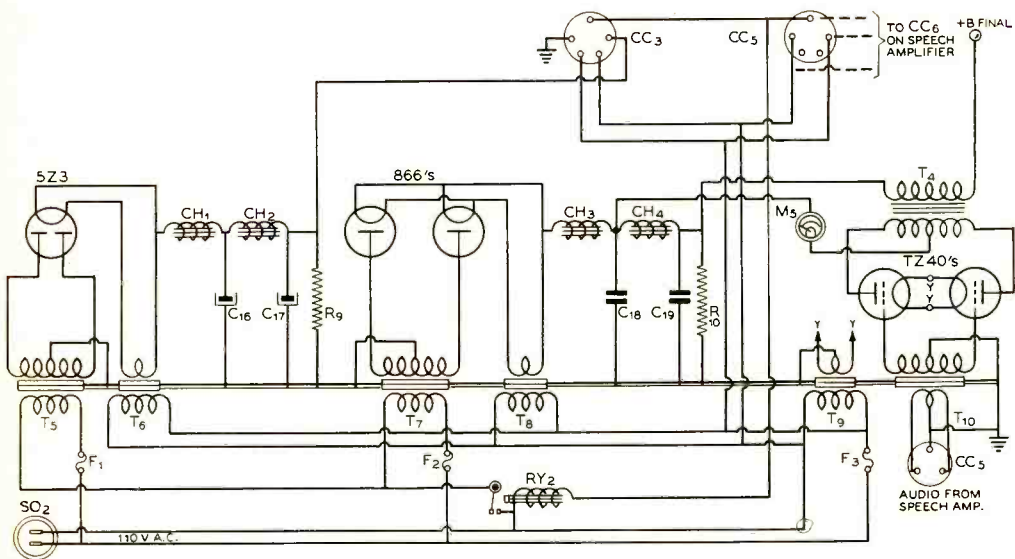 CC3
CC5
TO CC6
ON SPEECH
AMPLIFIER
+B FINAL
5Z3
866's
T4
CH1
CH2
CH3
CH4
M5
TZ40's
Y
Y
C16
C17
R9
C18
C19
R10
Y
Y
T5
T6
T7
T8
T9
T10
F1
F2
F3
RY2
CC5
SO2
110 V A.C.
AUDIO FROM
SPEECH AMP.